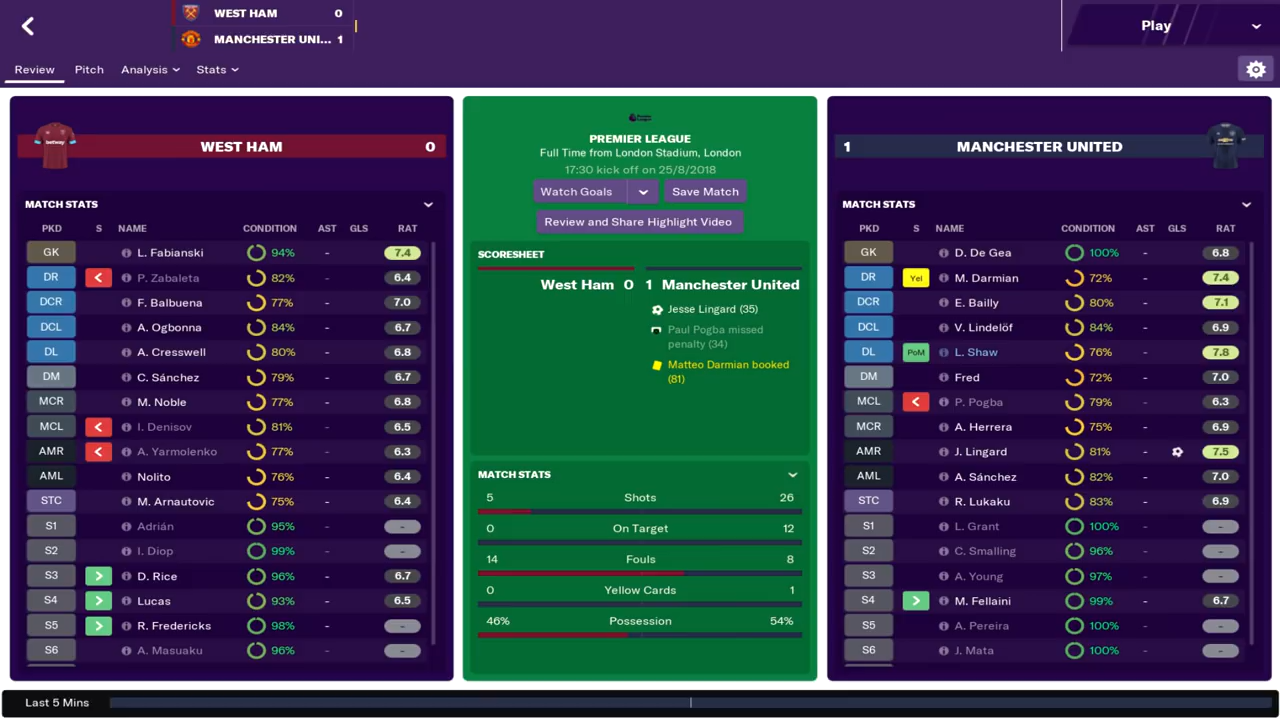 WEST HAM 0
MANCHESTER UNI... 1
Play
Review Pitch Analysis Stats
WEST HAM 0
MATCH STATS
PKD S NAME CONDITION AST GLS RAT
GK L. Fabianski 94% - - 7.4
DR P. Zabaleta 82% - - 6.4
DCR F. Balbuena 77% - - 7.0
DCL A. Ogbonna 84% - - 6.7
DL A. Cresswell 80% - - 6.8
DM C. Sánchez 79% - - 6.7
MCR M. Noble 77% - - 6.8
MCL I. Denisov 81% - - 6.5
AMR A. Yarmolenko 77% - - 6.3
AML Nolito 76% - - 6.4
STC M. Arnautovic 75% - - 6.4
S1 Adrián 95% - - -
S2 I. Diop 99% - - -
S3 D. Rice 96% - - 6.7
S4 Lucas 93% - - 6.5
S5 R. Fredericks 98% - - -
S6 A. Masuaku 96% - - -
PREMIER LEAGUE
Full Time from London Stadium, London
17:30 kick off on 25/8/2018
Watch Goals Save Match
Review and Share Highlight Video
SCORESHEET
West Ham 0 1 Manchester United
Jesse Lingard (35)
Paul Pogba missed
penalty (34)
Matteo Darmian booked
(81)
MATCH STATS
5 Shots 26
0 On Target 12
14 Fouls 8
0 Yellow Cards 1
46% Possession 54%
1 MANCHESTER UNITED
MATCH STATS
PKD S NAME CONDITION AST GLS RAT
GK D. De Gea 100% - - 6.8
DR Yel M. Darmian 72% - - 7.4
DCR E. Bailly 80% - - 7.1
DCL V. Lindelöf 84% - - 6.9
DL PoM L. Shaw 76% - - 7.8
DM Fred 72% - - 7.0
MCL P. Pogba 79% - - 6.3
MCR A. Herrera 75% - - 6.9
AMR J. Lingard 81% - 7.5
AML A. Sánchez 82% - - 7.0
STC R. Lukaku 83% - - 6.9
S1 L. Grant 100% - - -
S2 C. Smalling 96% - - -
S3 A. Young 97% - - -
S4 M. Fellaini 99% - - 6.7
S5 A. Pereira 100% - - -
S6 J. Mata 100% - - -
Last 5 Mins